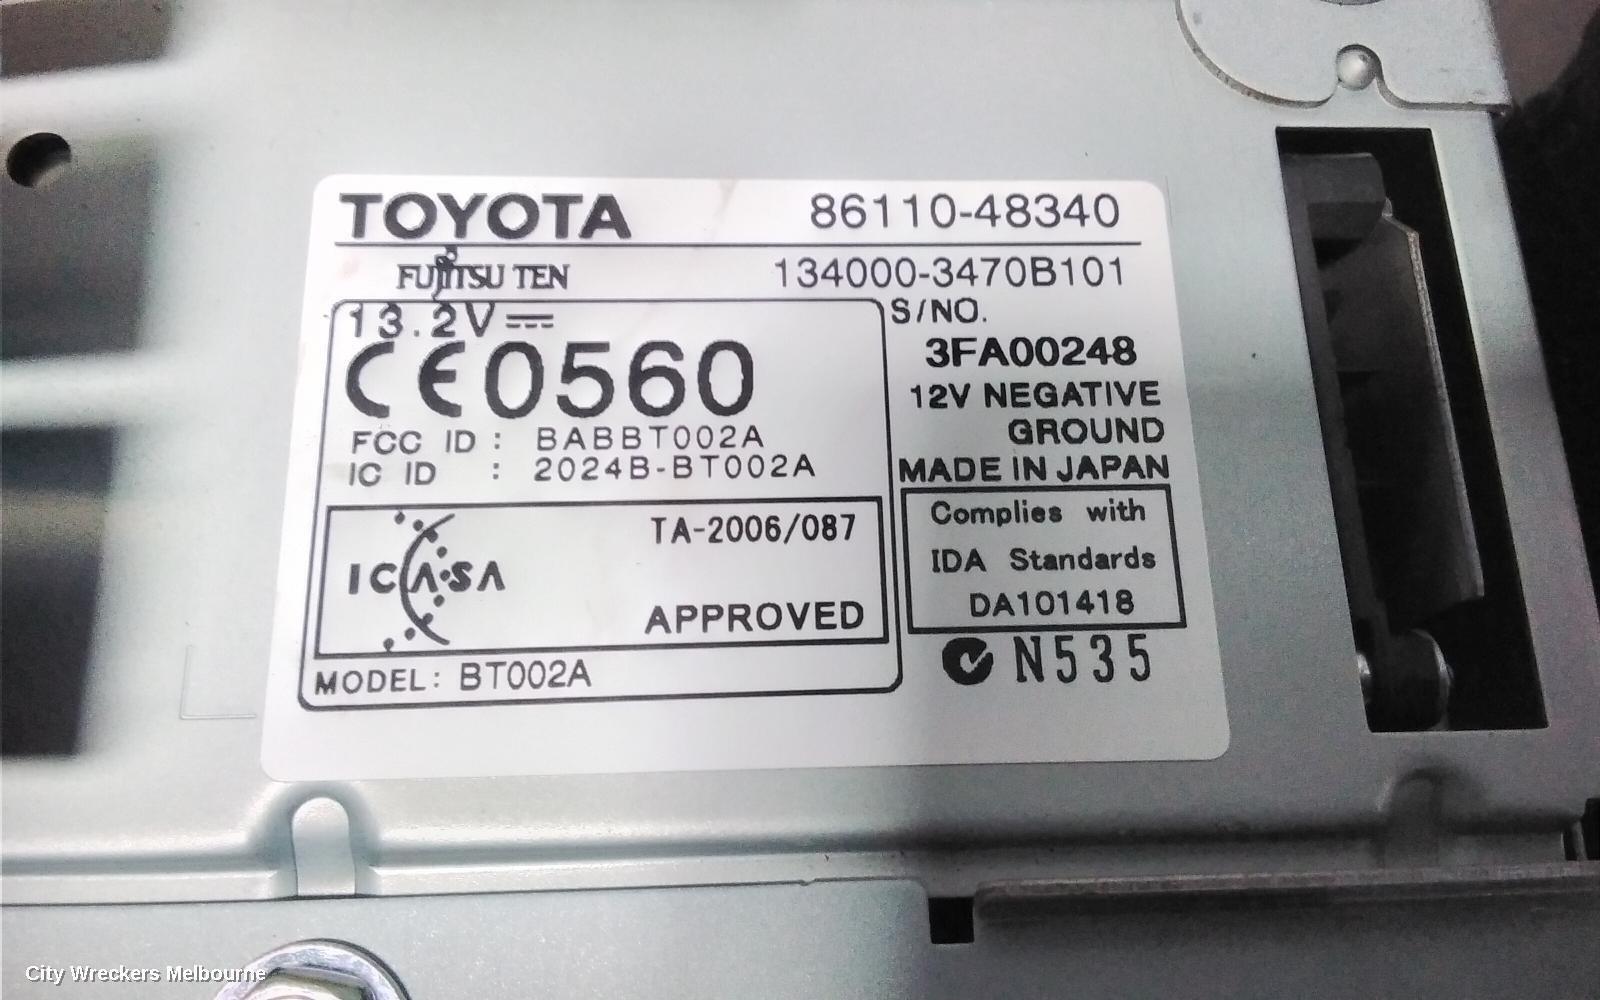 TOYOTA 86110-48340
FUJITSU TEN 134000-3470B101
13.2V
CE0560
FCC ID : BABBT002A
IC ID : 2024B-BT002A
ICASA
TA-2006/087
APPROVED
MODEL: BT002A
S/NO.
3FA00248
12V NEGATIVE
GROUND
MADE IN JAPAN
Complies with
IDA Standards
DA101418
N535
City Wreckers Melbourne